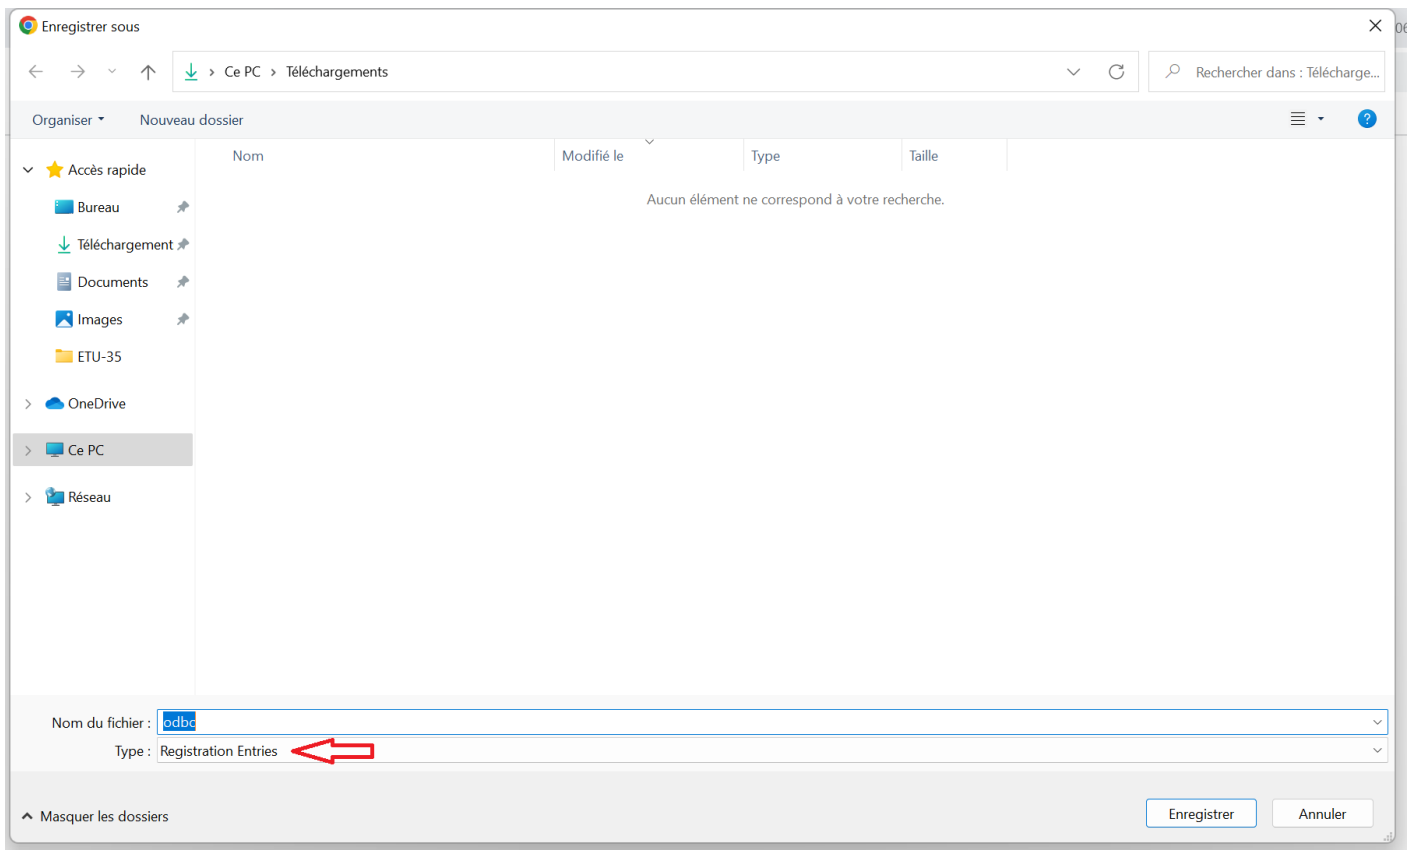 Enregistrer sous
06
Ce PC > Téléchargements
Rechercher dans : Télécharge...
Organiser
Nouveau dossier
?
Nom
Modifié le
Type
Taille
Aucun élément ne correspond à votre recherche.
Accès rapide
Bureau
Téléchargement
Documents
Images
ETU-35
OneDrive
Ce PC
Réseau
Nom du fichier : odbc
Type : Registration Entries
Masquer les dossiers
Enregistrer
Annuler